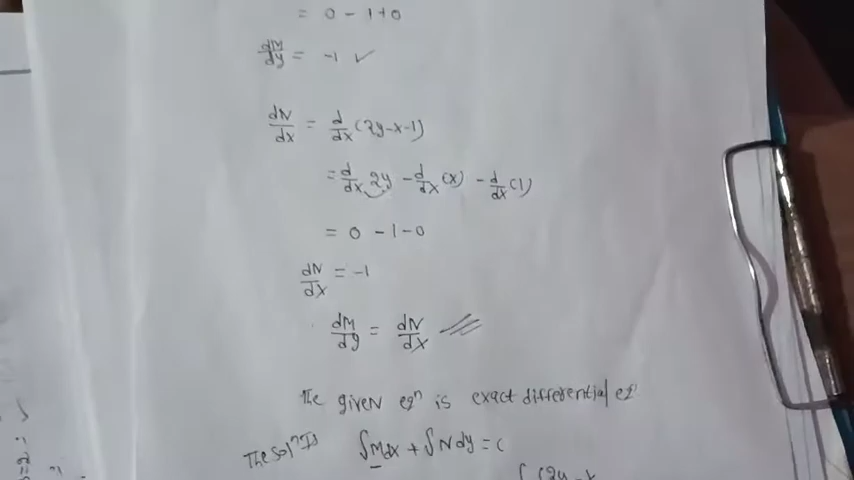 = 0 - 1 + 0
dM/dy = -1 ✓
dN/dx = d/dx (2y-x-1)
= d/dx 2y - d/dx (x) - d/dx (1)
= 0 - 1 - 0
dN/dx = -1
dM/dy = dN/dx
The given eqn is exact differential eq
The soln is ∫Mdx + ∫Ndy = C
∫(2y-x